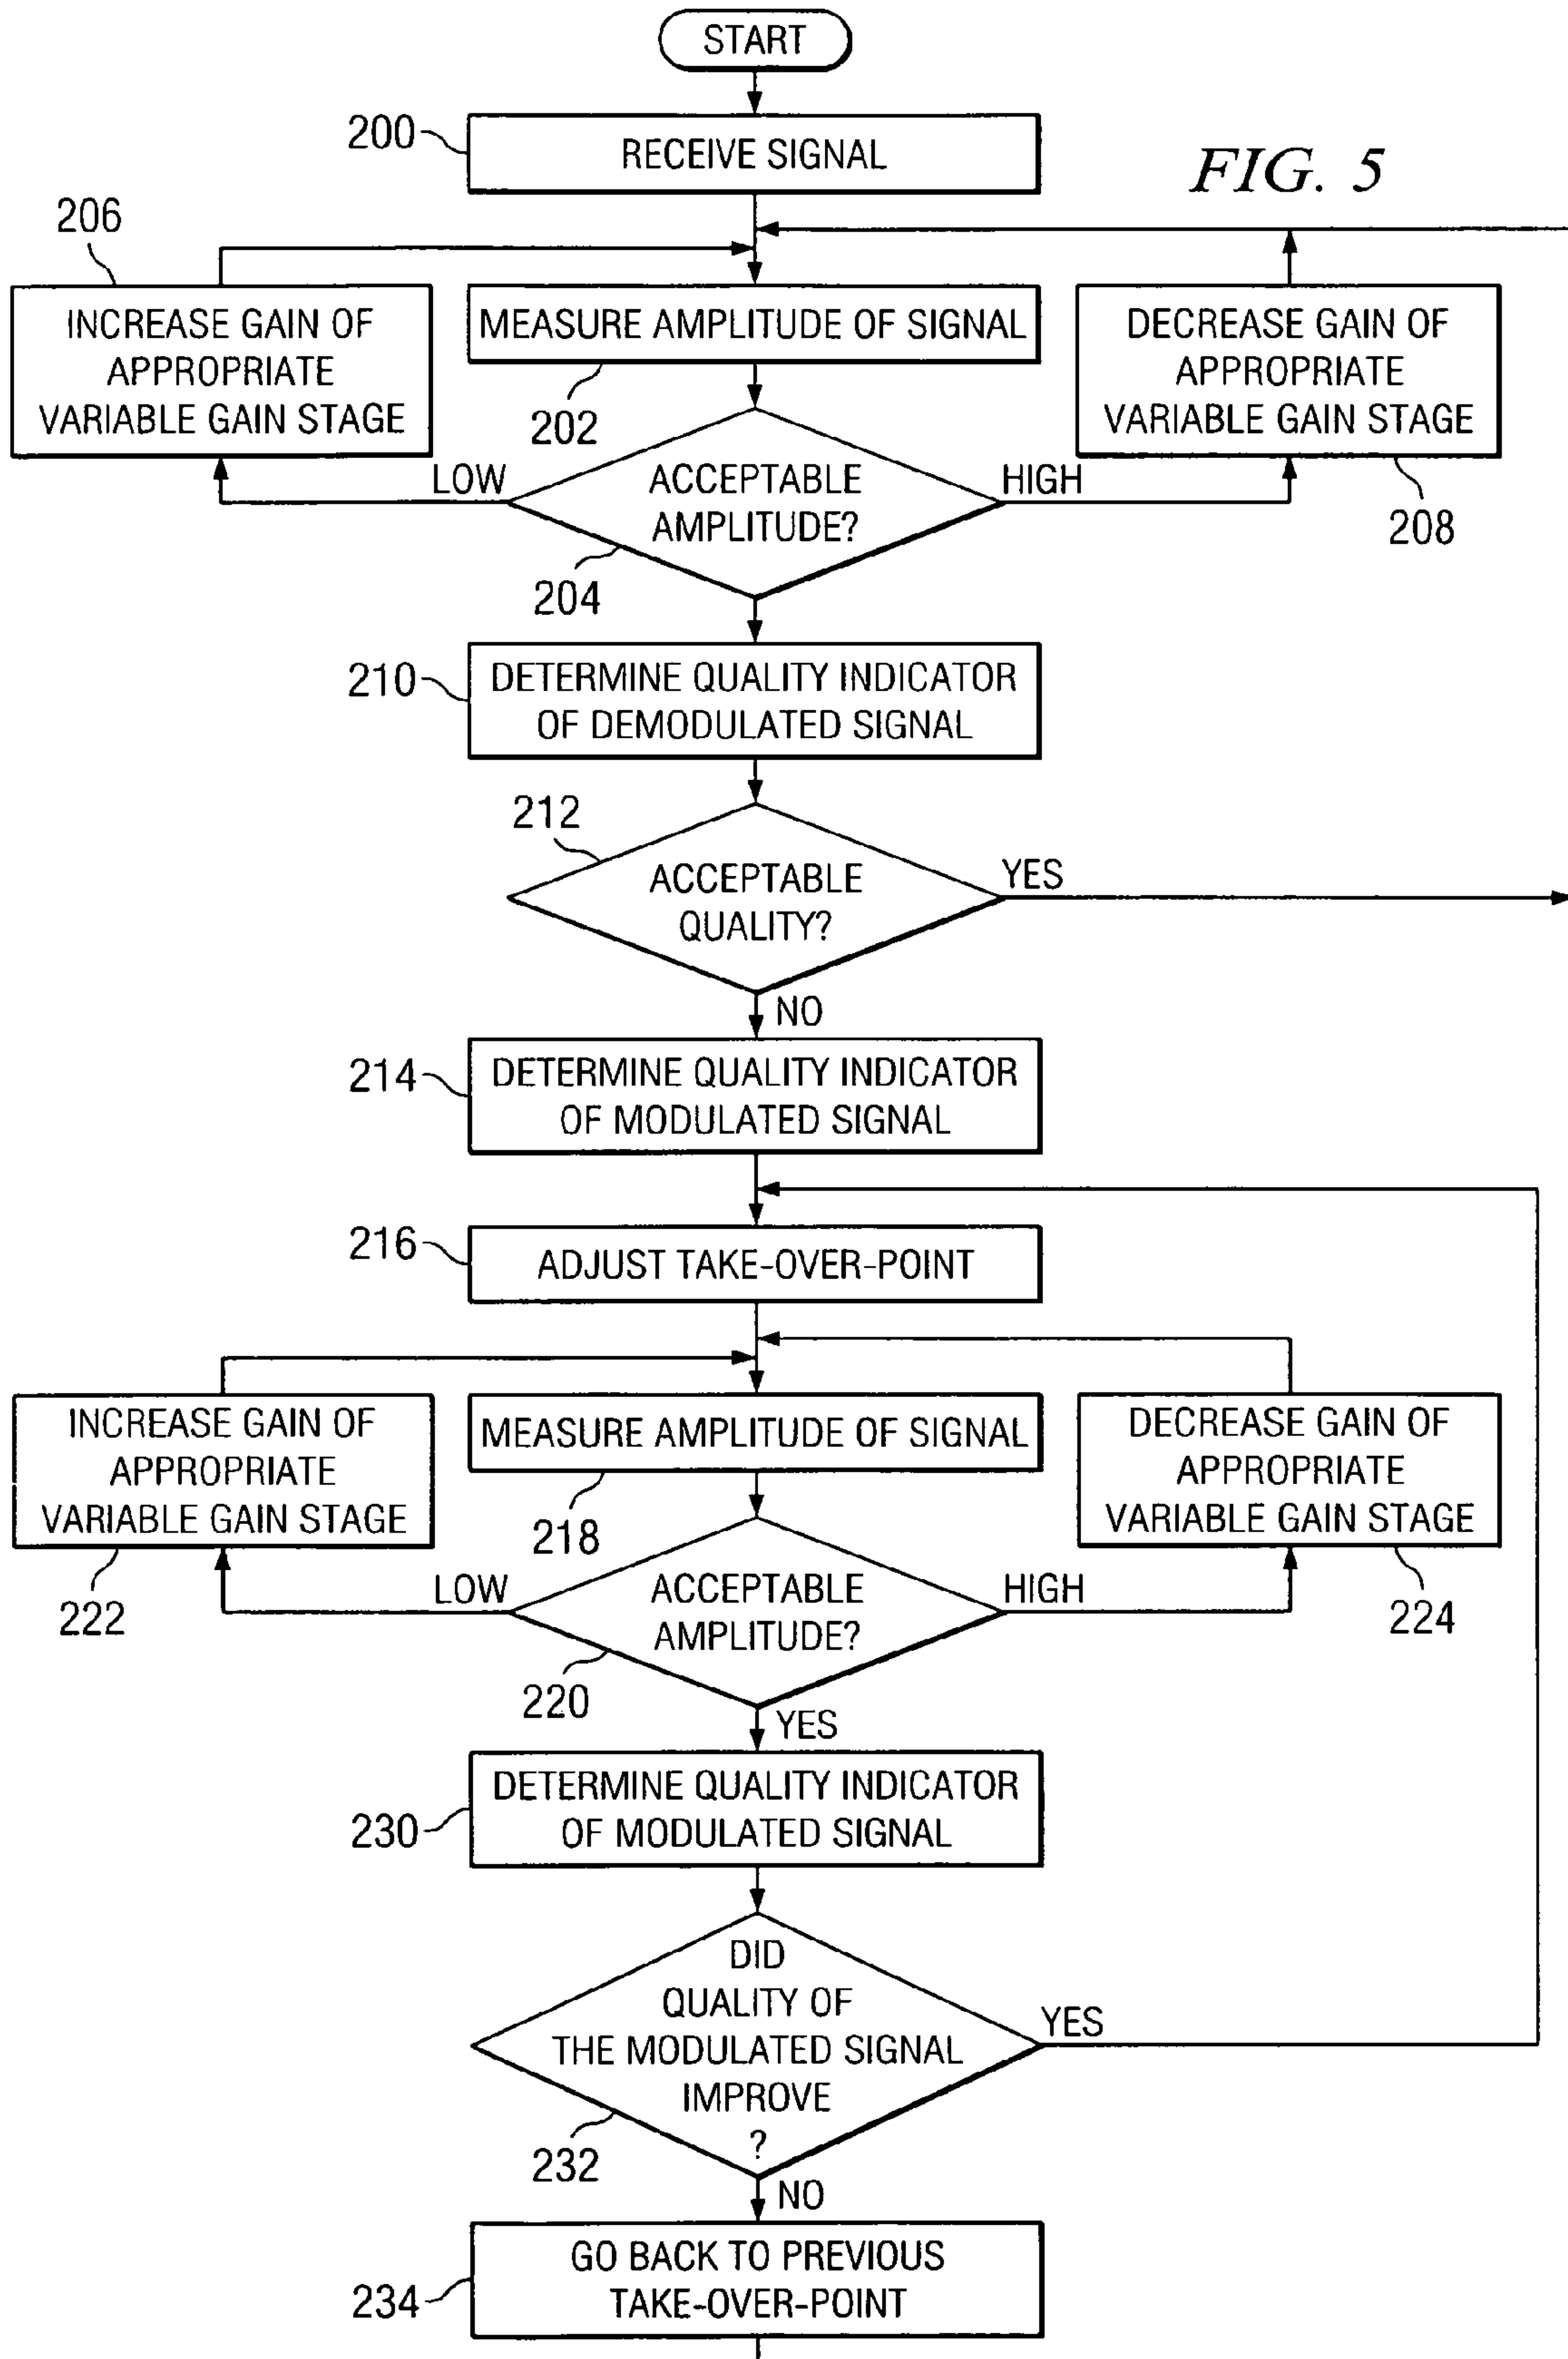 START
200
RECEIVE SIGNAL
FIG. 5
206
INCREASE GAIN OF
APPROPRIATE
VARIABLE GAIN STAGE
MEASURE AMPLITUDE OF SIGNAL
202
DECREASE GAIN OF
APPROPRIATE
VARIABLE GAIN STAGE
208
LOW
ACCEPTABLE
AMPLITUDE?
HIGH
204
210
DETERMINE QUALITY INDICATOR
OF DEMODULATED SIGNAL
212
ACCEPTABLE
QUALITY?
YES
NO
214
DETERMINE QUALITY INDICATOR
OF MODULATED SIGNAL
216
ADJUST TAKE-OVER-POINT
INCREASE GAIN OF
APPROPRIATE
VARIABLE GAIN STAGE
222
MEASURE AMPLITUDE OF SIGNAL
218
DECREASE GAIN OF
APPROPRIATE
VARIABLE GAIN STAGE
224
LOW
ACCEPTABLE
AMPLITUDE?
HIGH
220
YES
230
DETERMINE QUALITY INDICATOR
OF MODULATED SIGNAL
DID
QUALITY OF
THE MODULATED SIGNAL
IMPROVE
?
YES
232
NO
234
GO BACK TO PREVIOUS
TAKE-OVER-POINT